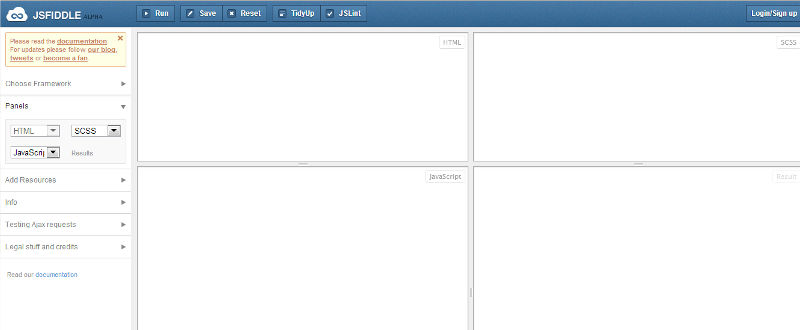 JSFIDDLE ALPHA
Run
Save
Reset
TidyUp
JSLint
Login/Sign up
Please read the documentation
For updates please follow our blog,
tweets or become a fan.
Choose Framework
Panels
HTML
SCSS
JavaScrip
Results
Add Resources
Info
Testing Ajax requests
Legal stuff and credits
Read our documentation
HTML
SCSS
JavaScript
Result